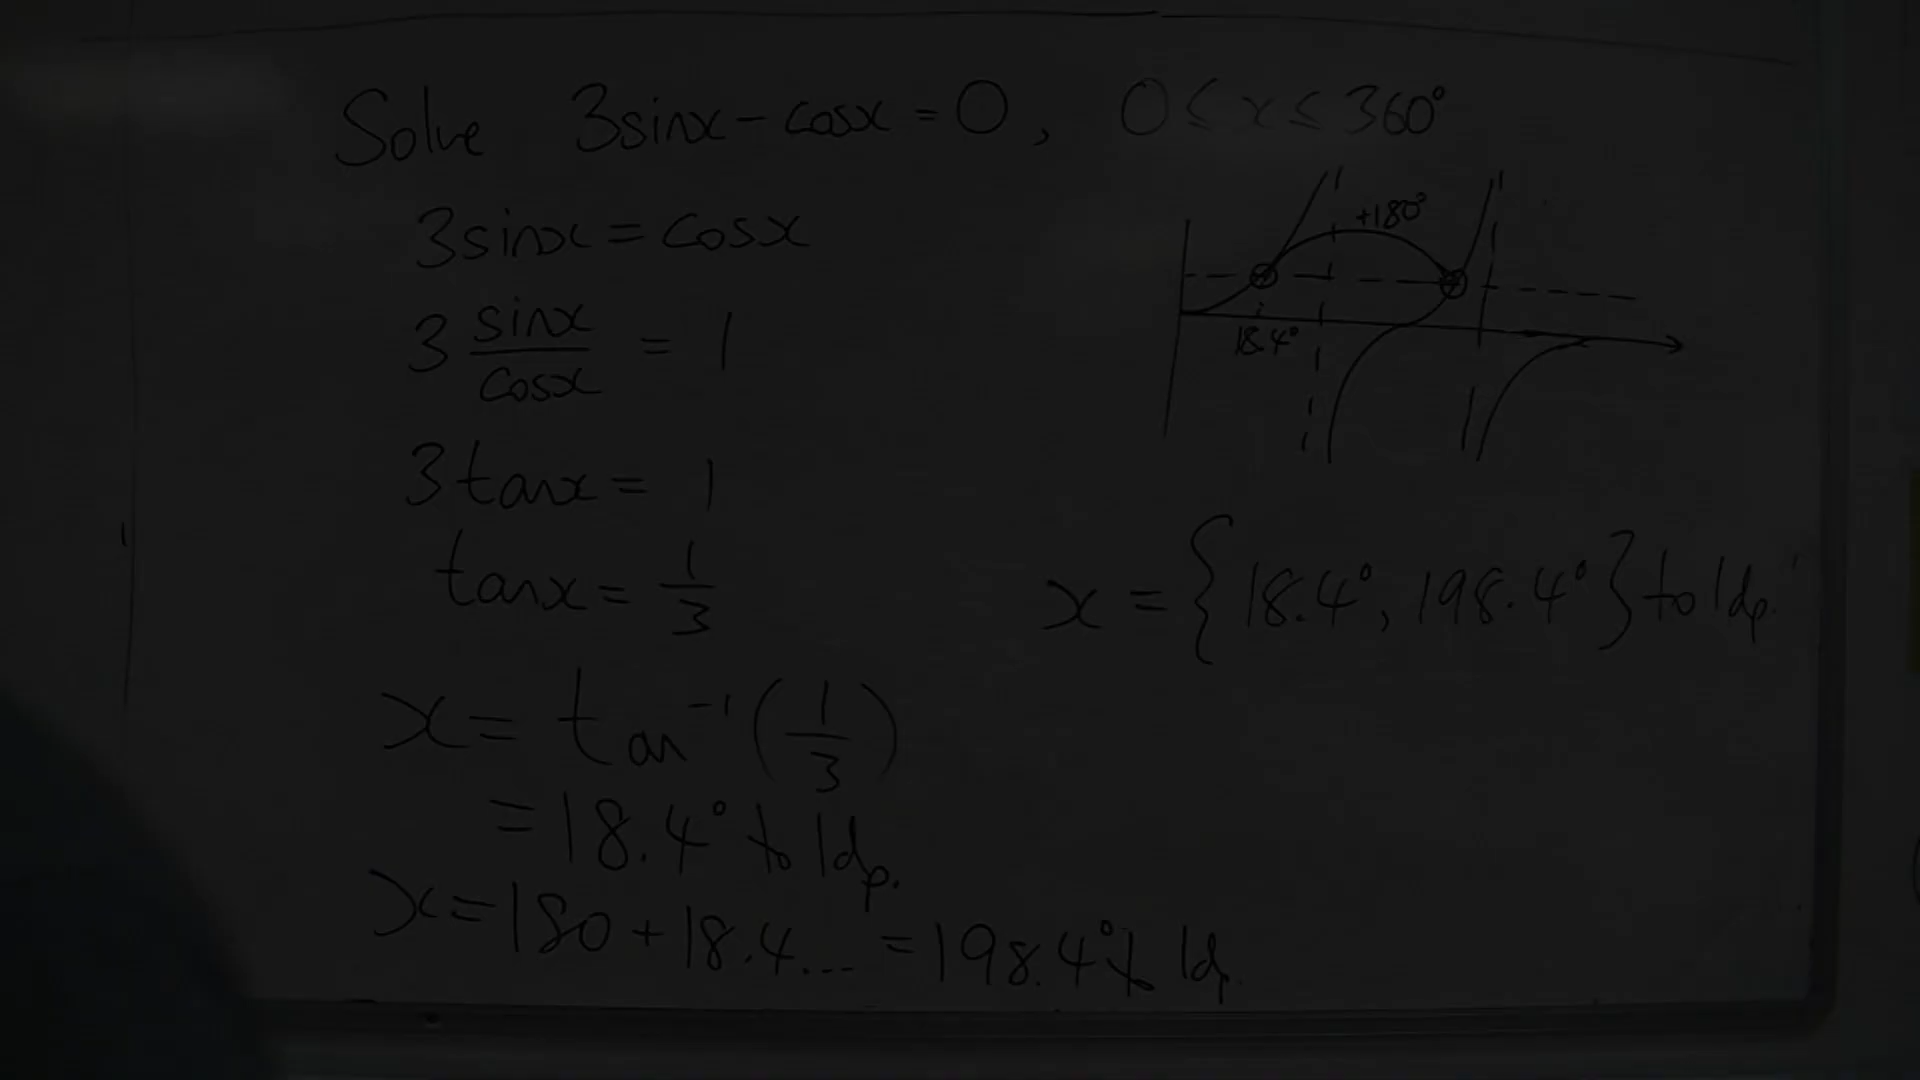 Solve 3sinx - cosx = 0, 0 ≤ x ≤ 360°
3sinx = cosx
3 sinx/cosx = 1
3tanx = 1
tanx = 1/3
x = tan⁻¹(1/3)
= 18.4° to 1dp.
x = 180 + 18.4... = 198.4° to 1dp.
+180°
18.4°
x = {18.4°, 198.4°} to 1dp.